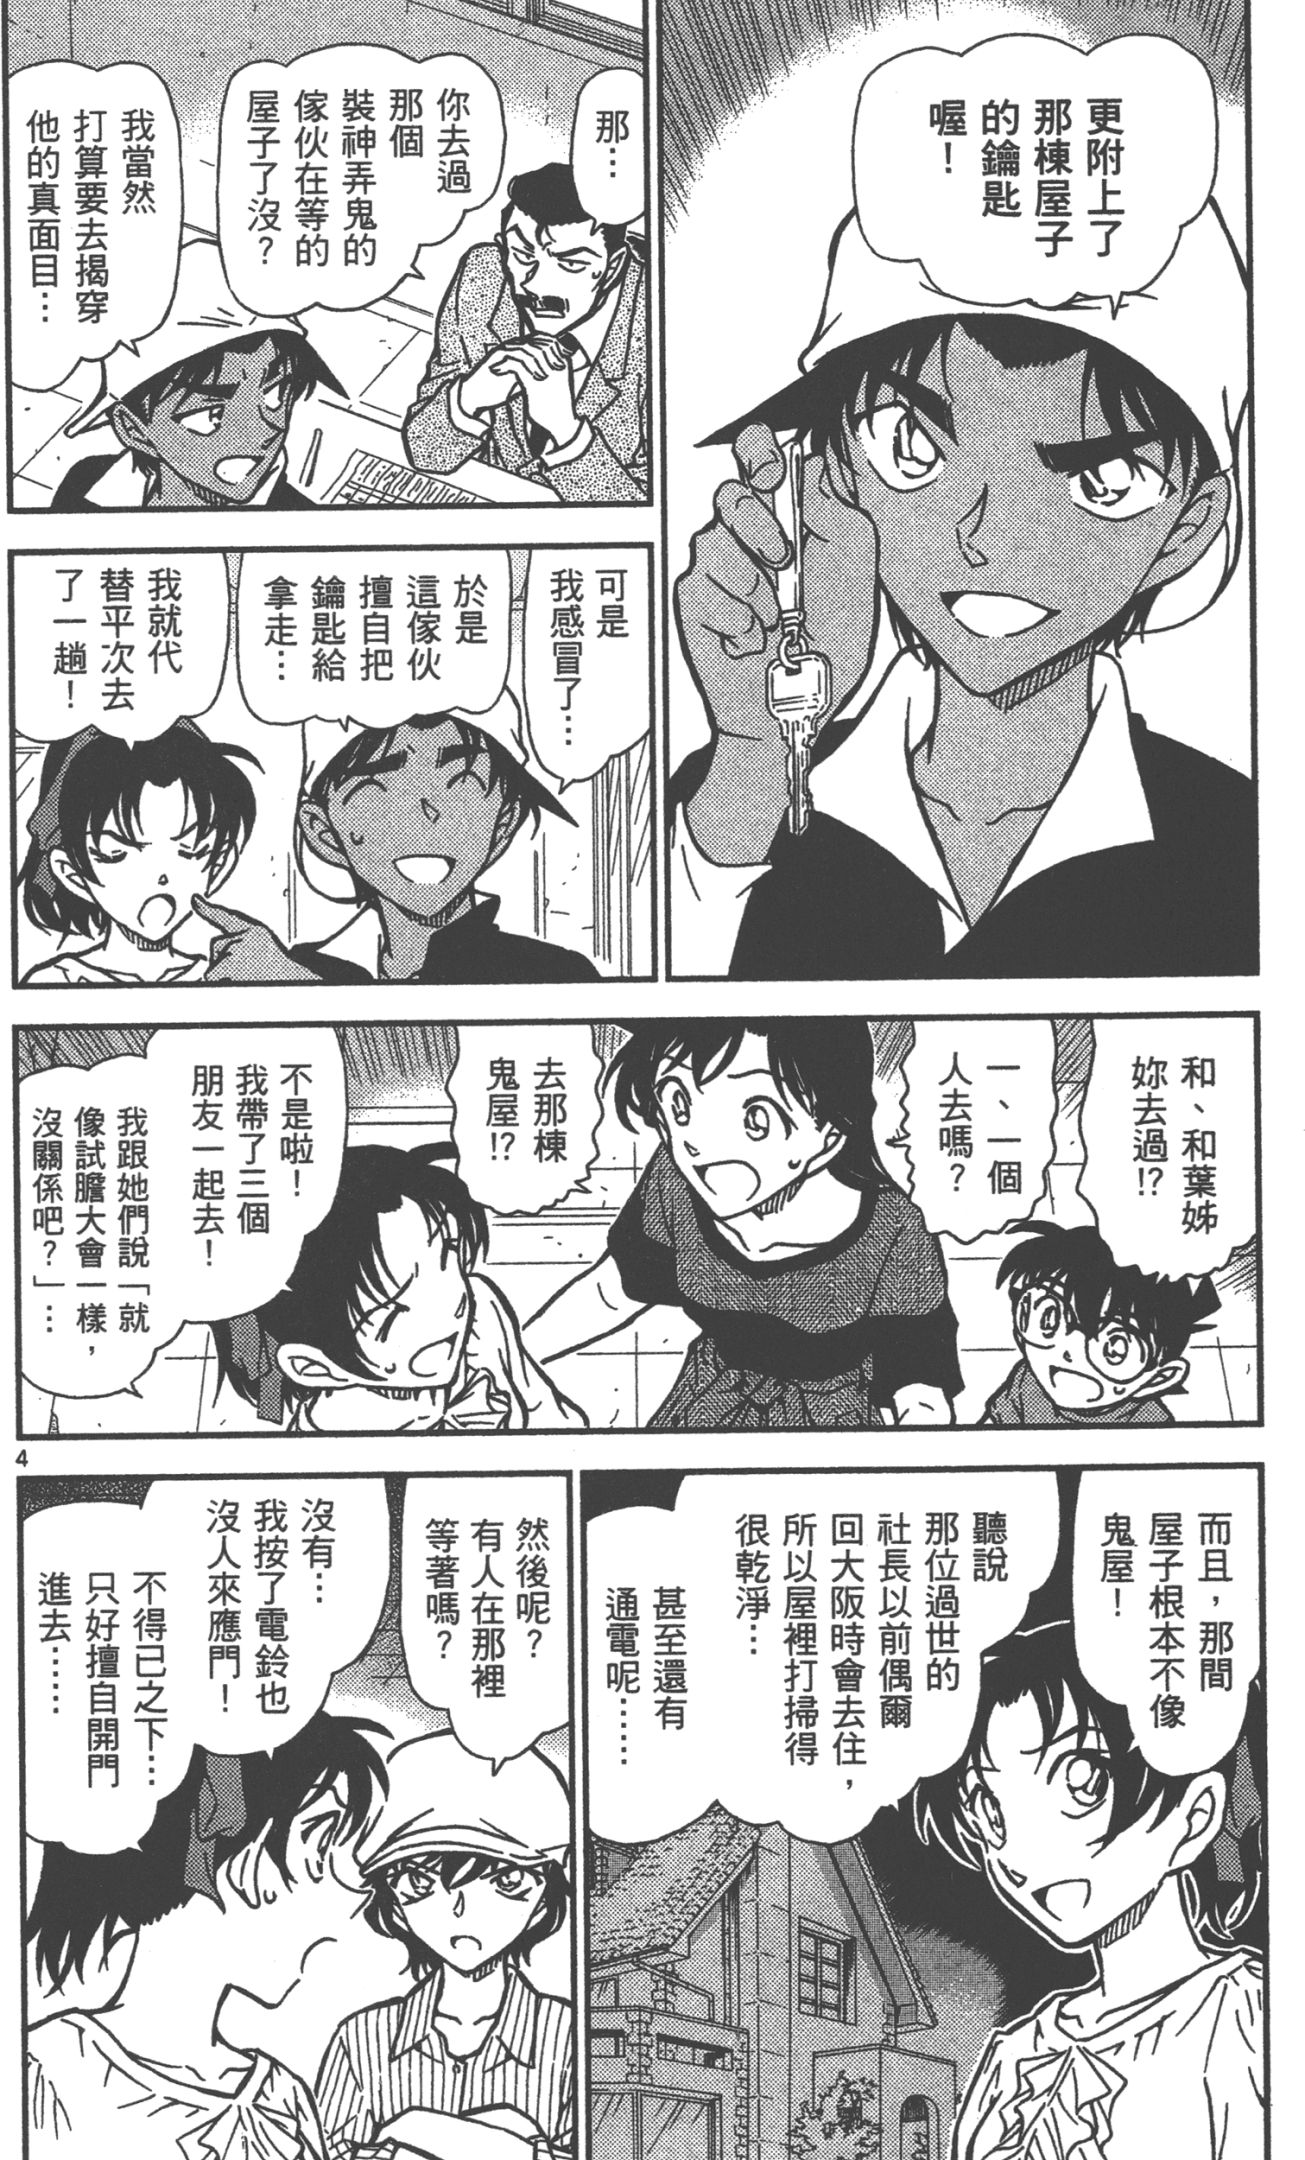 更附上了
那棟屋子
的鑰匙
喔！
那…
你去過
那個
裝神弄鬼的
傢伙在等的
屋子了沒？
我當然
打算要去揭穿
他的真面目…
可是
我感冒了…
於是
這傢伙
擅自把
鑰匙給
拿走…
我就代
替平次去
了一趟！
和、和葉姊
妳去過!?
一、一個
人去嗎？
去那棟
鬼屋!?
不是啦！
我帶了三個
朋友一起去！
我跟她們說「就
像試膽大會一樣，
沒關係吧？」…
4
而且，那間
屋子根本不像
鬼屋！
聽說
那位過世的
社長以前偶爾
回大阪時會去住，
所以屋裡打掃得
很乾淨…
甚至還有
通電呢……
然後呢？
有人在那裡
等著嗎？
沒有…
我按了電鈴也
沒人來應門！
不得已之下…
只好擅自開門
進去……